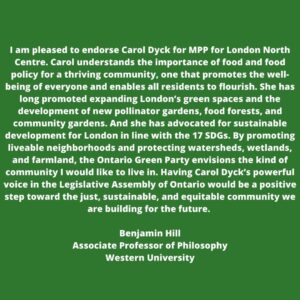 I am pleased to endorse Carol Dyck for MPP for London North
Centre. Carol understands the importance of food and food
policy for a thriving community, one that promotes the well-
being of everyone and enables all residents to flourish. She has
long promoted expanding London's green spaces and the
development of new pollinator gardens, food forests, and
community gardens. And she has advocated for sustainable
development for London in line with the 17 SDGs. By promoting
liveable neighborhoods and protecting watersheds, wetlands,
and farmland, the Ontario Green Party envisions the kind of
community I would like to live in. Having Carol Dyck's powerful
voice in the Legislative Assembly of Ontario would be a positive
step toward the just, sustainable, and equitable community we
are building for the future.
Benjamin Hill
Associate Professor of Philosophy
Western University